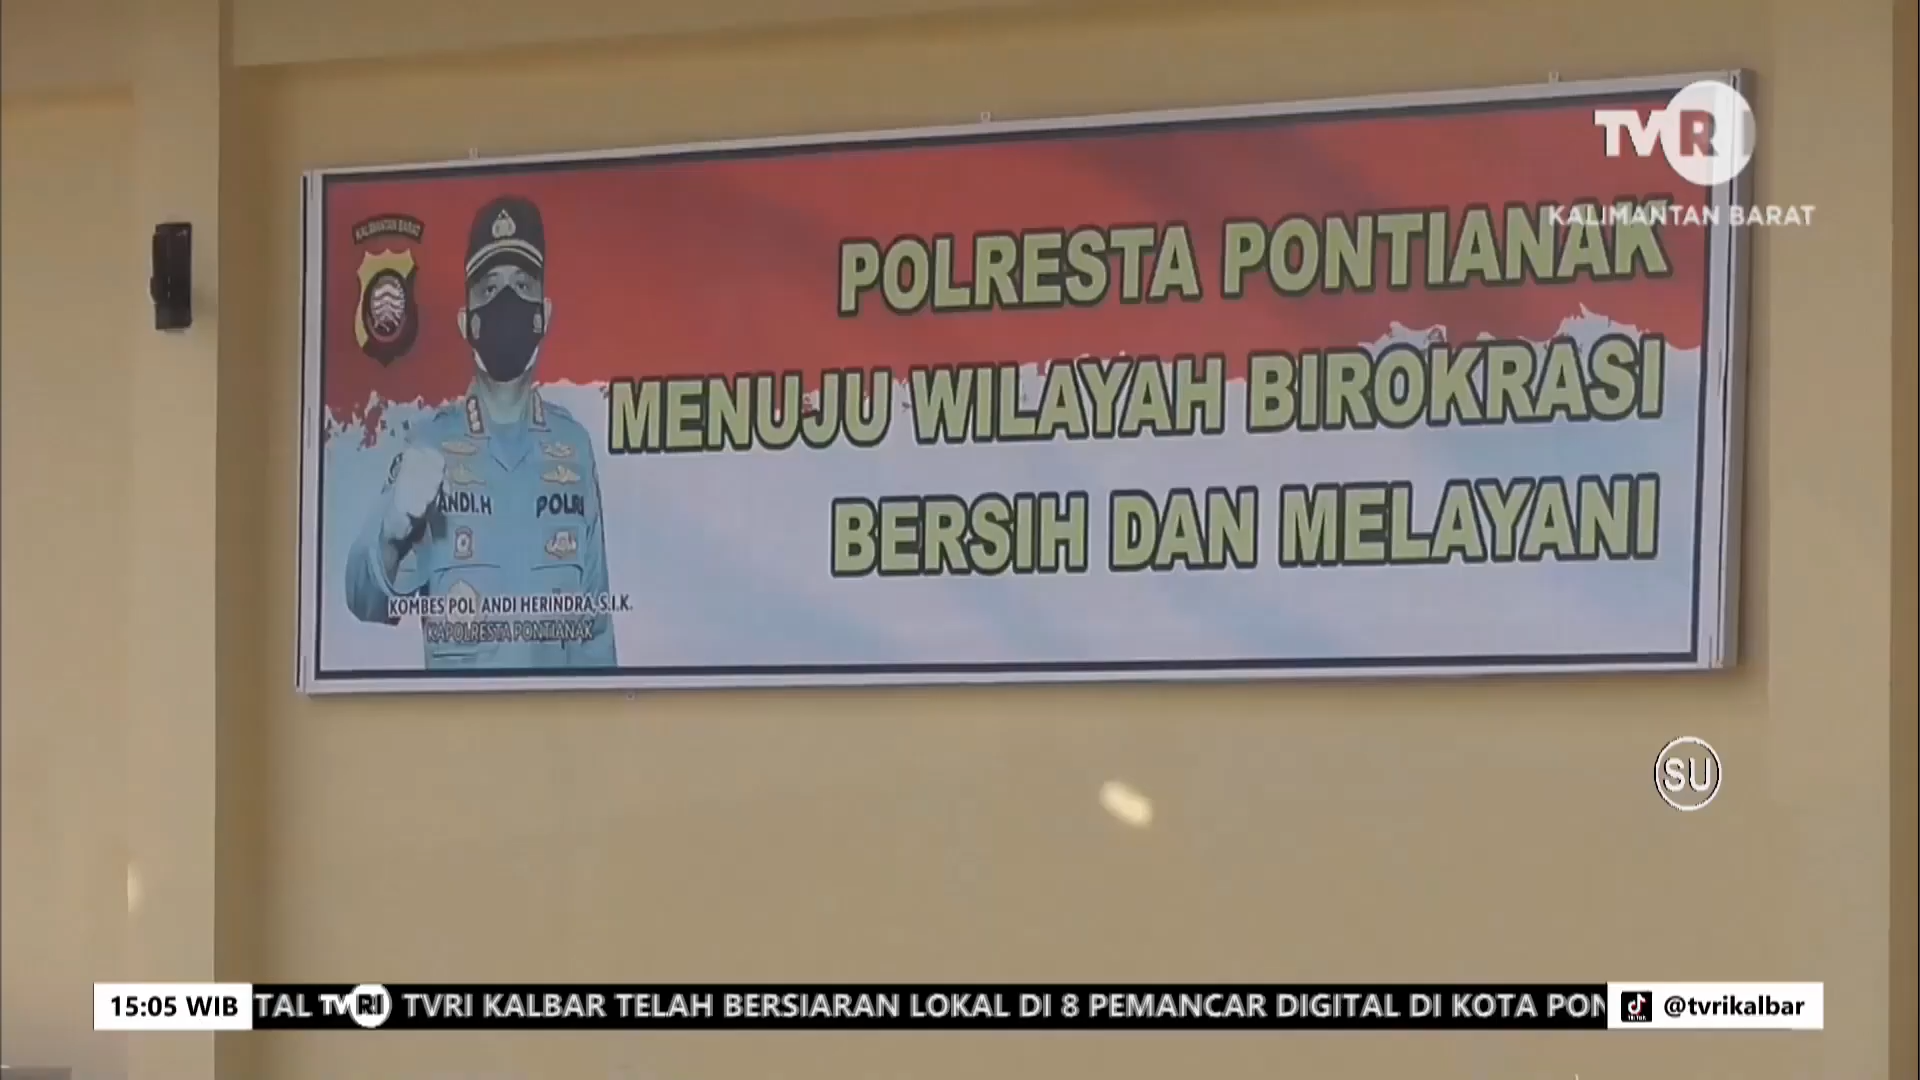 TVRI
KALIMANTAN BARAT
KALIMANTAN BARAT
POLRESTA PONTIANAK
MENUJU WILAYAH BIROKRASI
BERSIH DAN MELAYANI
ANDI.H
POLRI
KOMBES POL ANDI HERINDRA, S.I.K.
KAPOLRESTA PONTIANAK
SU
15:05 WIB
TAL TVRI TVRI KALBAR TELAH BERSIARAN LOKAL DI 8 PEMANCAR DIGITAL DI KOTA PON
@tvrikalbar